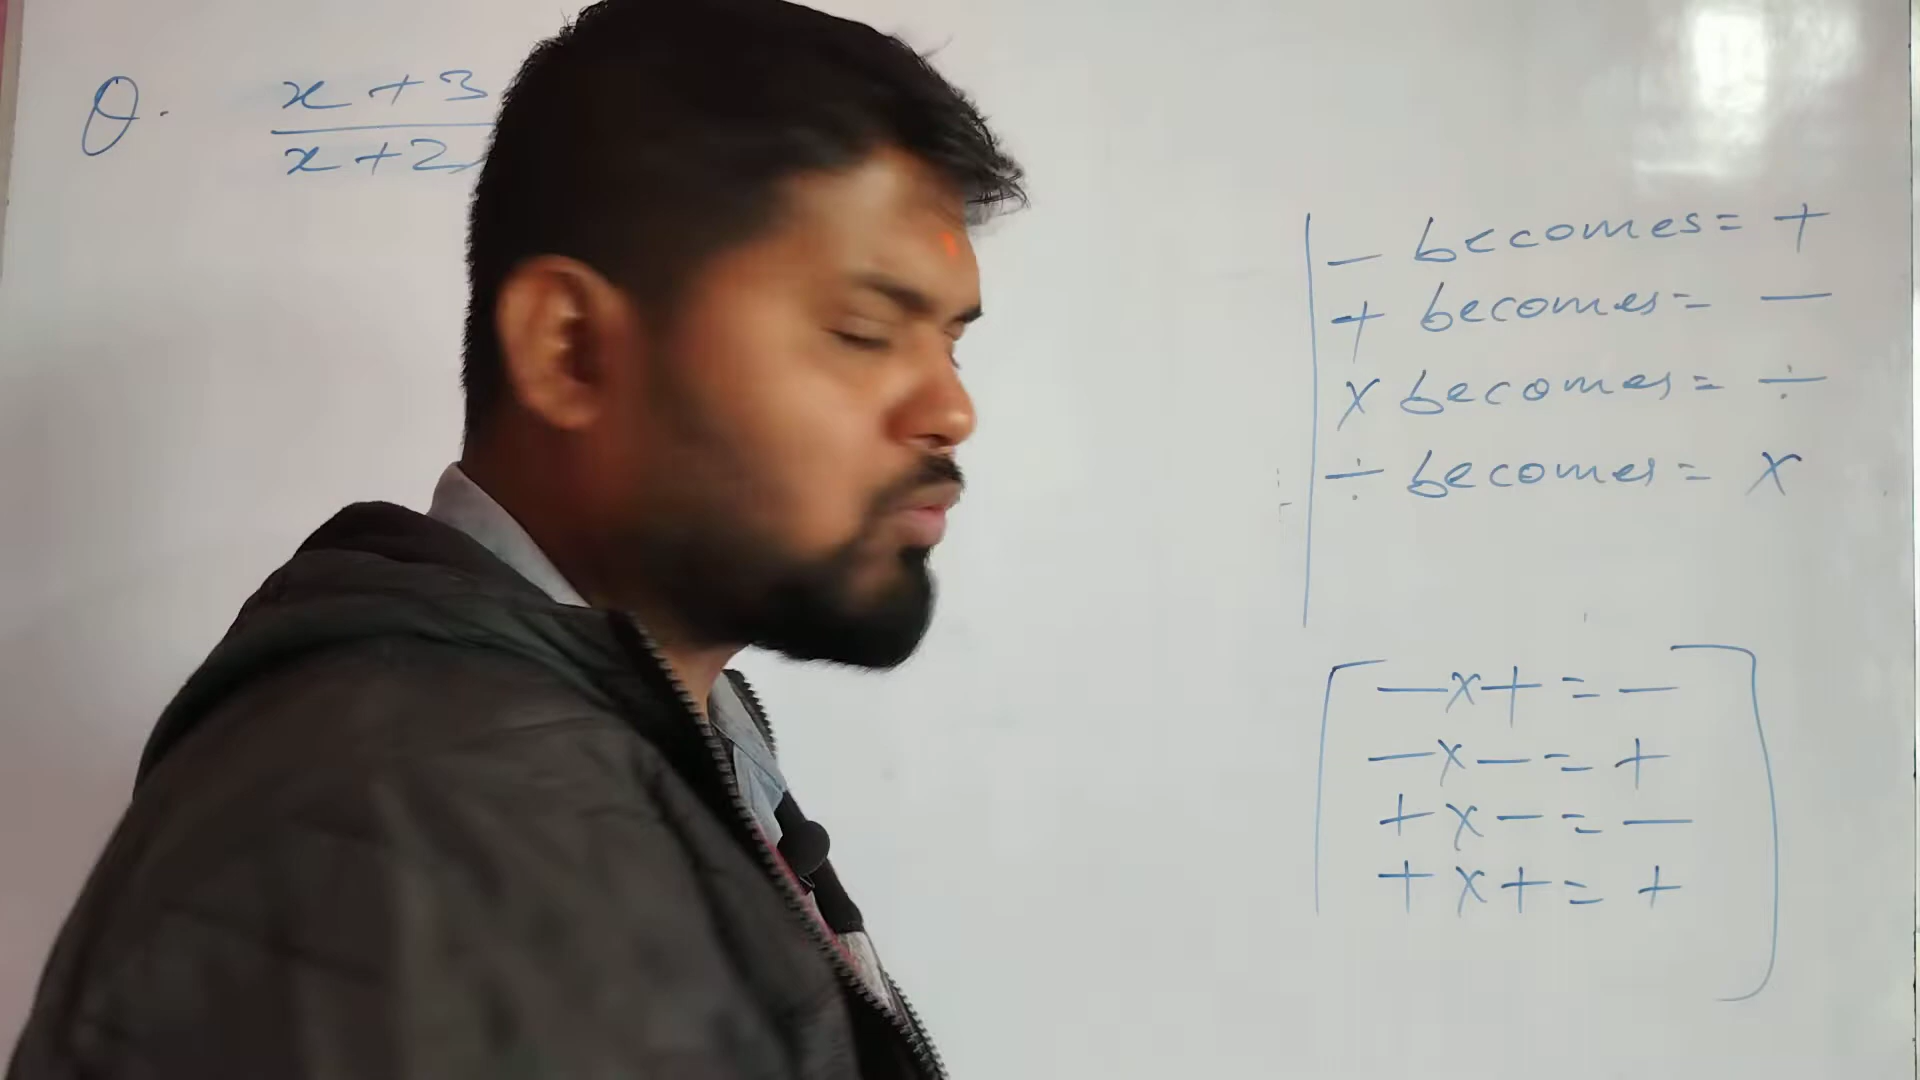 Q. x+3
x+2
- becomes = +
+ becomes = -
x becomes = ÷
÷ becomes = x
- x + = -
- x - = +
+ x - = -
+ x + = +